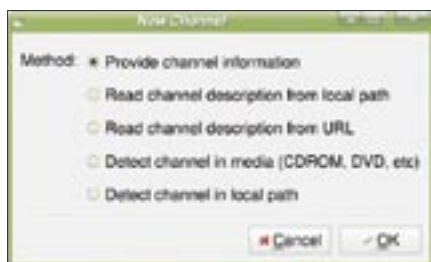 New Channel
Method: Provide channel information
Read channel description from local path
Read channel description from URL
Detect channel in media (CDROM, DVD, etc)
Detect channel in local path
Cancel OK